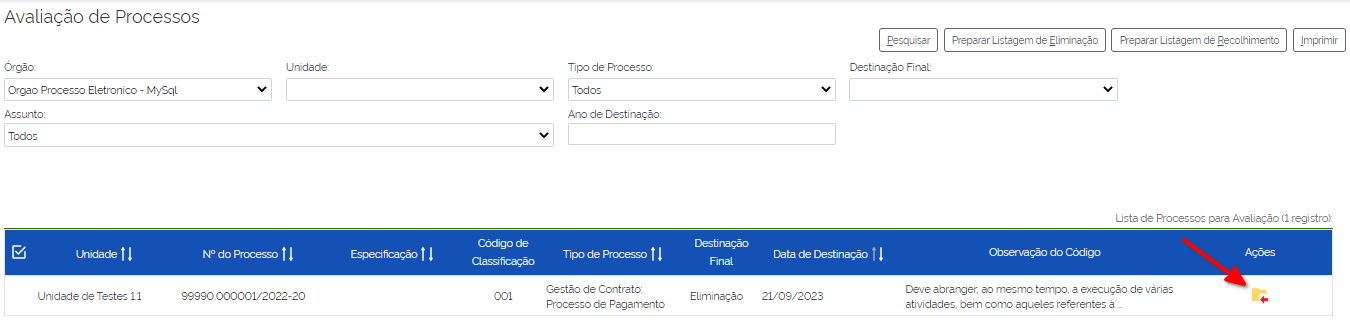 Avaliação de Processos
Pesquisar Preparar Listagem de Eliminação Preparar Listagem de Recolhimento Imprimir
Órgão: Unidade: Tipo de Processo: Destinação Final:
Orgao Processo Eletronico - MySql Todos
Assunto: Ano de Destinação:
Todos
Lista de Processos para Avaliação (1 registro):
Unidade Nº do Processo Especificação Código de Classificação Tipo de Processo Destinação Final Data de Destinação Observação do Código Ações
Unidade de Testes 11 99990.000001/2022-20 001 Gestão de Contrato: Processo de Pagamento Eliminação 21/09/2023 Deve abranger, ao mesmo tempo, a execução de várias atividades, bem como aqueles referentes à ...